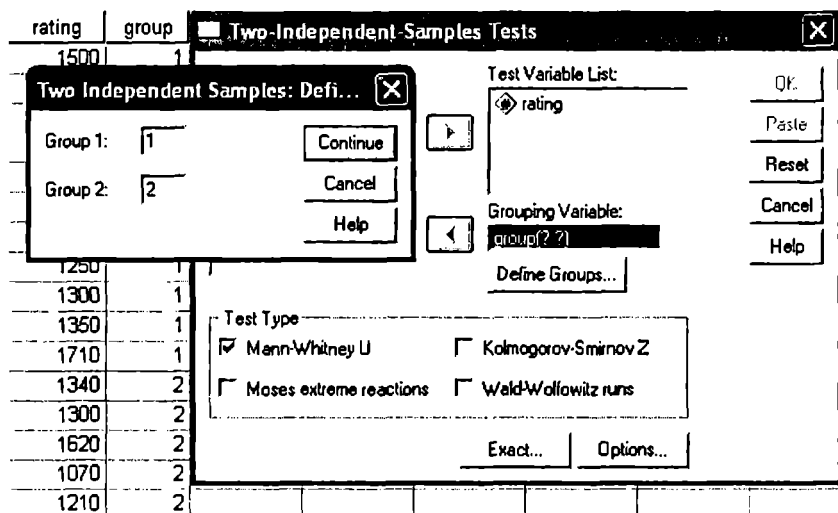 rating group
1500 1
Two-Independent-Samples Tests
Two Independent Samples: Defi...
Group 1: 1
Group 2: 2
Continue
Cancel
Help
Test Variable List:
rating
Grouping Variable:
group(? ?)
Define Groups...
OK
Paste
Reset
Cancel
Help
1250 1
1300 1
1350 1
1710 1
1340 2
1300 2
1620 2
1070 2
1210 2
Test Type
Mann-Whitney U
Kolmogorov-Smirnov Z
Moses extreme reactions
Wald-Wolfowitz runs
Exact...
Options...